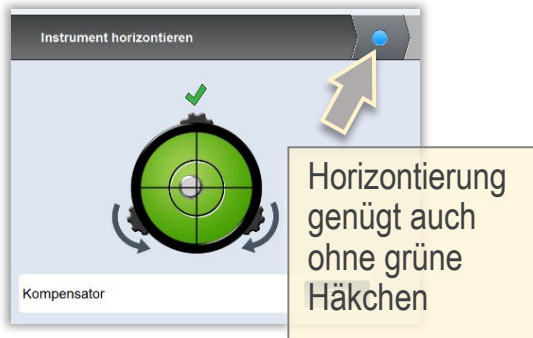 Instrument horizontieren
Horizontierung
genügt auch
ohne grüne
Häkchen
Kompensator